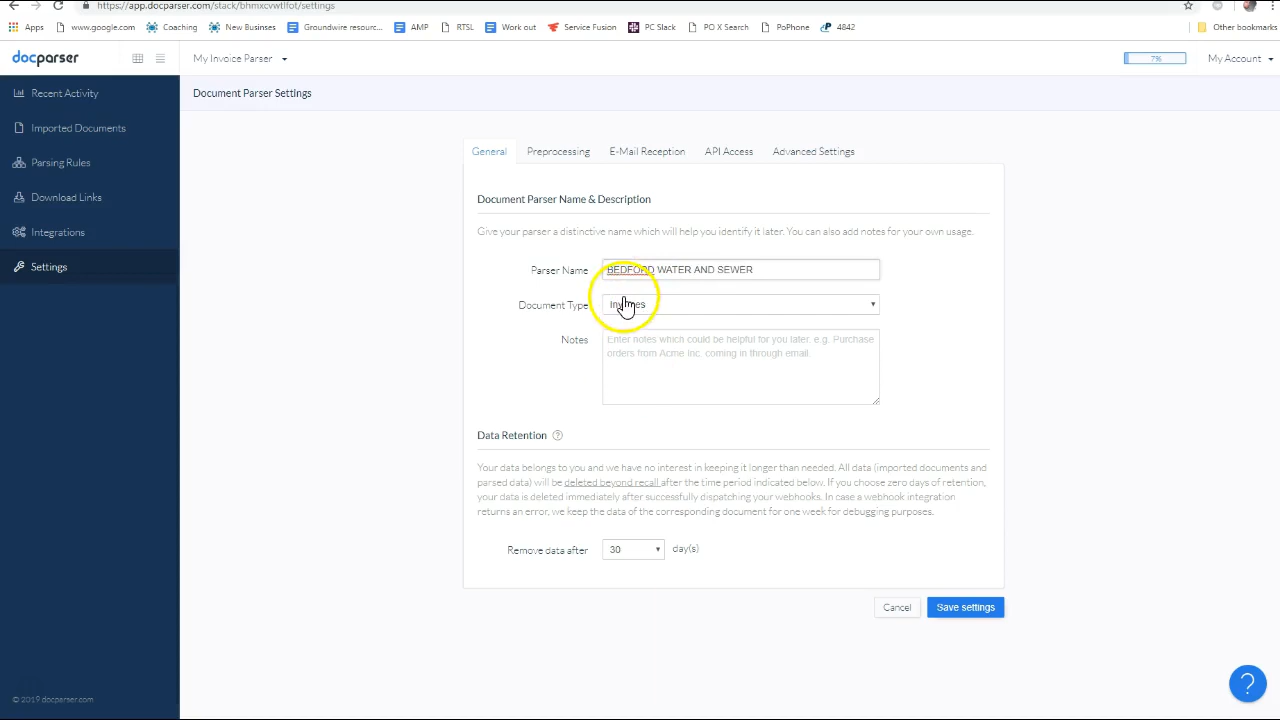 https://app.docparser.com/stack/bhmxcvwtlfot/settings
Apps www.google.com Coaching New Businses Groundwire resourc... AMP RTSL Work out Service Fusion PC Slack PO X Search PoPhone 4842 Other bookmarks
docparser My Invoice Parser 7% My Account
Recent Activity
Imported Documents
Parsing Rules
Download Links
Integrations
Settings
© 2019 docparser.com
Document Parser Settings
General Preprocessing E-Mail Reception API Access Advanced Settings
Document Parser Name & Description
Give your parser a distinctive name which will help you identify it later. You can also add notes for your own usage.
Parser Name BEDFORD WATER AND SEWER
Document Type Invoices
Notes Enter notes which could be helpful for you later. e.g. Purchase
orders from Acme Inc. coming in through email.
Data Retention ?
Your data belongs to you and we have no interest in keeping it longer than needed. All data (imported documents and
parsed data) will be deleted beyond recall after the time period indicated below. If you choose zero days of retention,
your data is deleted immediately after successfully dispatching your webhooks. In case a webhook integration
returns an error, we keep the data of the corresponding document for one week for debugging purposes.
Remove data after 30 day(s)
Cancel Save settings
?